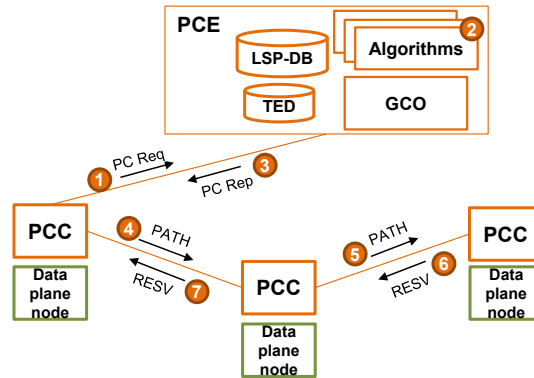 PCE
2
Algorithms
LSP-DB
TED
GCO
1
PC Req
3
PC Rep
PCC
4
PATH
RESV
7
PCC
5
PATH
RESV
6
PCC
Data
plane
node
Data
plane
node
Data
plane
node